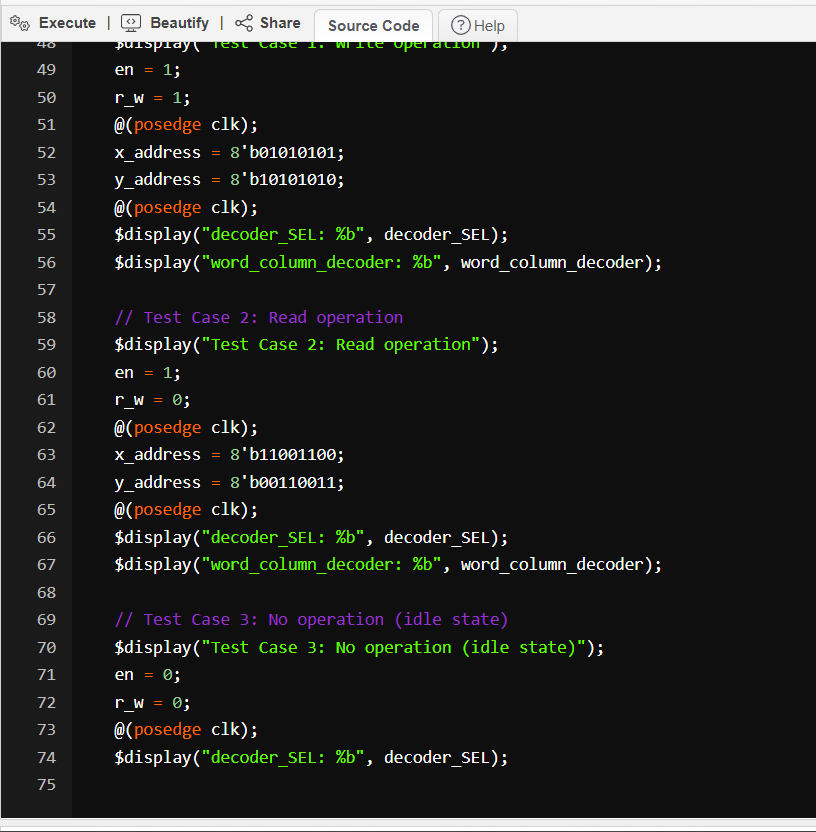 Execute | Beautify | Share Source Code Help
48 $display("Test Case 1: Write operation");
49 en = 1;
50 r_w = 1;
51 @(posedge clk);
52 x_address = 8'b01010101;
53 y_address = 8'b10101010;
54 @(posedge clk);
55 $display("decoder_SEL: %b", decoder_SEL);
56 $display("word_column_decoder: %b", word_column_decoder);
57
58 // Test Case 2: Read operation
59 $display("Test Case 2: Read operation");
60 en = 1;
61 r_w = 0;
62 @(posedge clk);
63 x_address = 8'b11001100;
64 y_address = 8'b00110011;
65 @(posedge clk);
66 $display("decoder_SEL: %b", decoder_SEL);
67 $display("word_column_decoder: %b", word_column_decoder);
68
69 // Test Case 3: No operation (idle state)
70 $display("Test Case 3: No operation (idle state)");
71 en = 0;
72 r_w = 0;
73 @(posedge clk);
74 $display("decoder_SEL: %b", decoder_SEL);
75